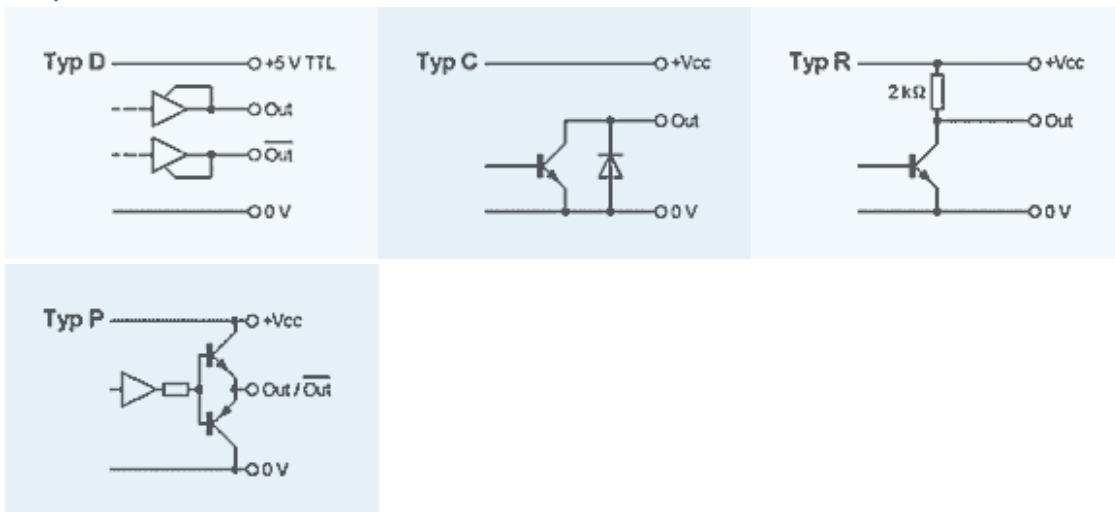 Typ D
+5 V TTL
Out
Out
0 V
Typ C
+Vcc
Out
0 V
Typ R
+Vcc
2 kΩ
Out
0 V
Typ P
+Vcc
Out / Out
0 V